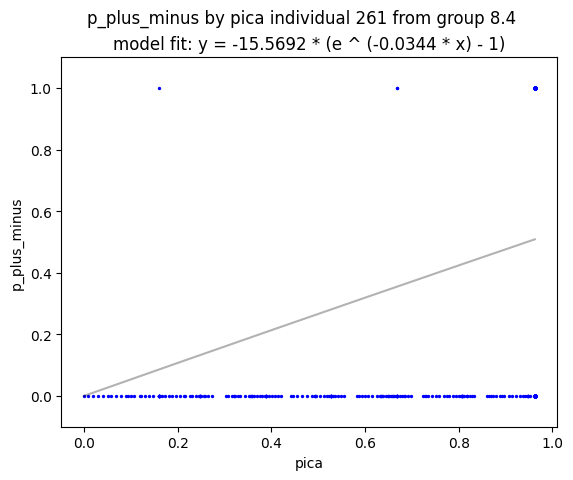 p_plus_minus by pica individual 261 from group 8.4
model fit: y = -15.5692 * (e ^ (-0.0344 * x) - 1)
1.0
0.8
0.6
0.4
0.2
0.0
p_plus_minus
0.0 0.2 0.4 0.6 0.8 1.0
pica